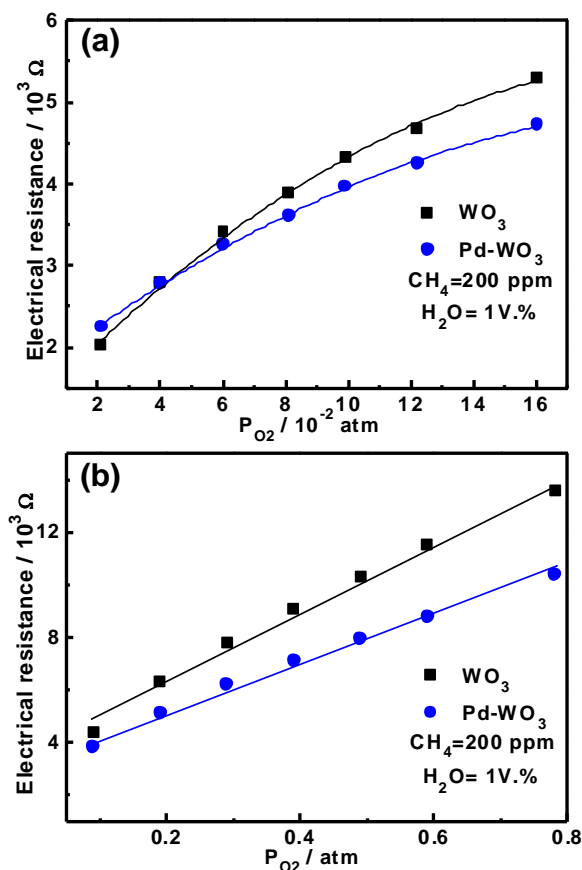 (a)
6
5
4
3
2
Electrical resistance / 10³ Ω
WO₃
Pd-WO₃
CH₄=200 ppm
H₂O= 1V.%
2 4 6 8 10 12 14 16
P_O2 / 10⁻² atm
(b)
12
8
4
Electrical resistance / 10³ Ω
WO₃
Pd-WO₃
CH₄=200 ppm
H₂O= 1V.%
0.2 0.4 0.6 0.8
P_O2 / atm